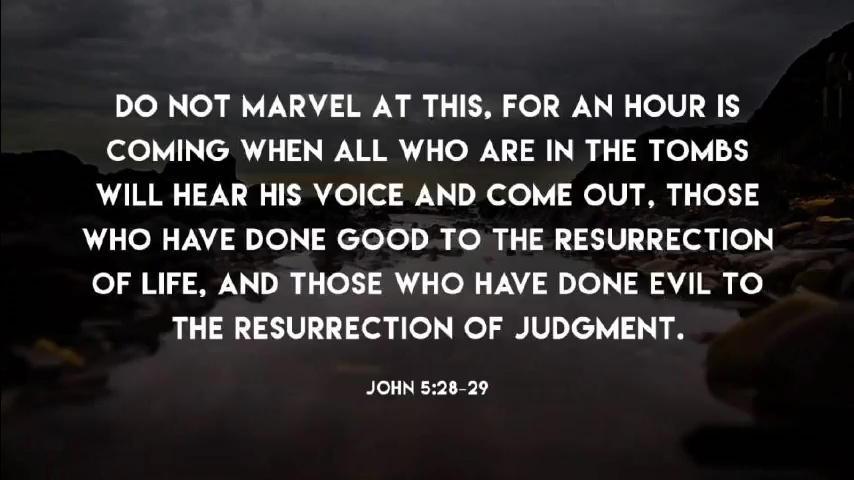 DO NOT MARVEL AT THIS, FOR AN HOUR IS
COMING WHEN ALL WHO ARE IN THE TOMBS
WILL HEAR HIS VOICE AND COME OUT, THOSE
WHO HAVE DONE GOOD TO THE RESURRECTION
OF LIFE, AND THOSE WHO HAVE DONE EVIL TO
THE RESURRECTION OF JUDGMENT.
JOHN 5:28-29